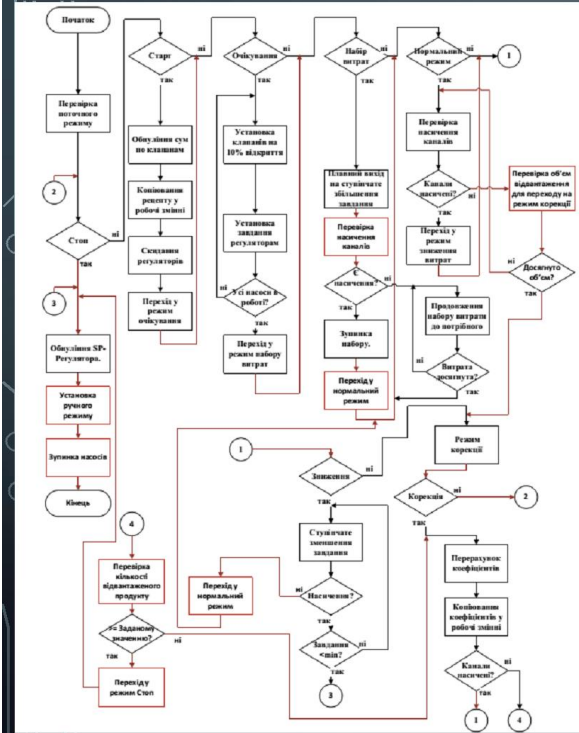 Початок
Перевірка
поточного
режиму
2
Стоп
ні
так
3
Обнуління SP-
Регулятора.
Установка
ручного
режиму
Зупинка насосів
Кінець
4
Перевірка
кількості
відвантаженого
продукту
>= Заданому
значенню?
ні
так
Перехід у
режим Стоп
Старт
ні
так
Обнуління сум
по клапанам
Копіювання
рецепту у
робочі змінні
Скидання
регуляторів
Перехід у
режим
очікування
Очікування
ні
так
Установка
клапанів на
10% відкриття
Установка
завдання
регуляторам
ні
Усі насоси в
роботі?
так
Перехід у
режим набору
витрат
Набір
витрат
ні
так
Плавний вихід
на ступінчате
збільшення
завдання
Перевірка
насичення
каналів
Є
насичення?
ні
так
Зупинка
набору.
Перехід у
нормальний
режим
Продовження
набору витрати
до потрібного
ні
Витрата
досягнута?
так
Нормальний
режим
ні
1
так
Перевірка
насичення
каналів
Канали
насичені?
ні
так
Перехід у
режим
зниження
витрат
Перевірка об'єм
відвантаження
для переходу на
режим корекції
ні
Досягнуто
об'єм?
так
1
Зниження
ні
так
Ступінчате
зменшення
завдання
Насичення?
ні
так
Перехід у
нормальний
режим
Завдання
<min?
ні
так
3
Режим
корекції
Корекція
ні
2
так
Перерахунок
коефіцієнтів
Копіювання
коефіцієнтів у
робочі змінні
Канали
насичені?
ні
так
1
4